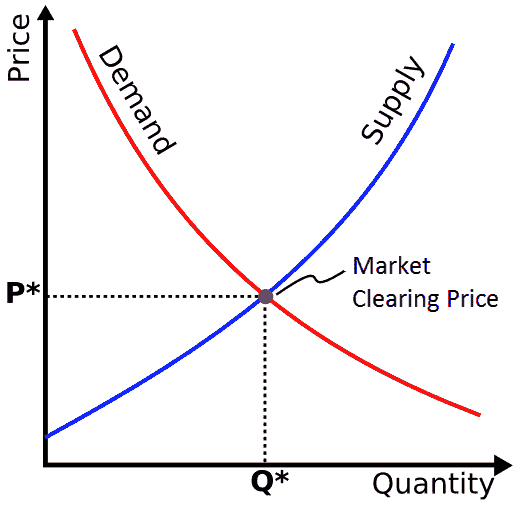 Price
Demand
Supply
Market
Clearing Price
P*
Q*
Quantity